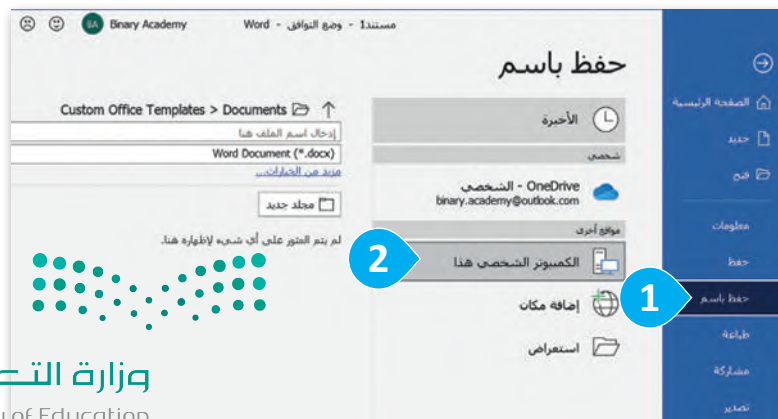 مستند1 - وضع التوافق - Word
Binary Academy
BA
حفظ باسم
الصفحة الرئيسية
جديد
فتح
معلومات
حفظ
حفظ باسم
طباعة
مشاركة
تصدير
1
الأخيرة
شخصي
OneDrive - الشخصي
binary.academy@outlook.com
مواقع أخرى
الكمبيوتر الشخصي هذا
2
إضافة مكان
استعراض
Custom Office Templates > Documents
إدخال اسم الملف هنا
Word Document (*.docx)
مزيد من الخيارات...
مجلد جديد
لم يتم العثور على أي شيء لإظهاره هنا.
وزارة التـ
of Education